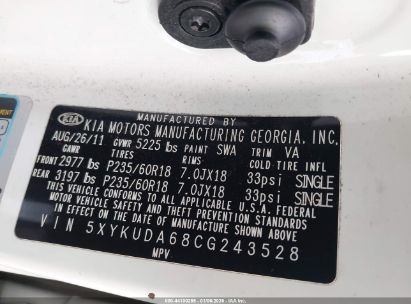 MANUFACTURED BY
KIA KIA MOTORS MANUFACTURING GEORGIA, INC.
AUG/26/11 GVWR 5225 lbs PAINT SWA TRIM VA
GAWR TIRES RIMS COLD TIRE INFL
FRONT 2977 lbs P235/60R18 7.0JX18 33psi SINGLE
REAR 3197 lbs P235/60R18 7.0JX18 33psi SINGLE
THIS VEHICLE CONFORMS TO ALL APPLICABLE U.S.A. FEDERAL
MOTOR VEHICLE SAFETY, BUMPER, AND THEFT PREVENTION STANDARDS
IN EFFECT ON THE DATE OF MANUFACTURE SHOWN ABOVE.
VIN 5XYKUDA68CG243528
MPV